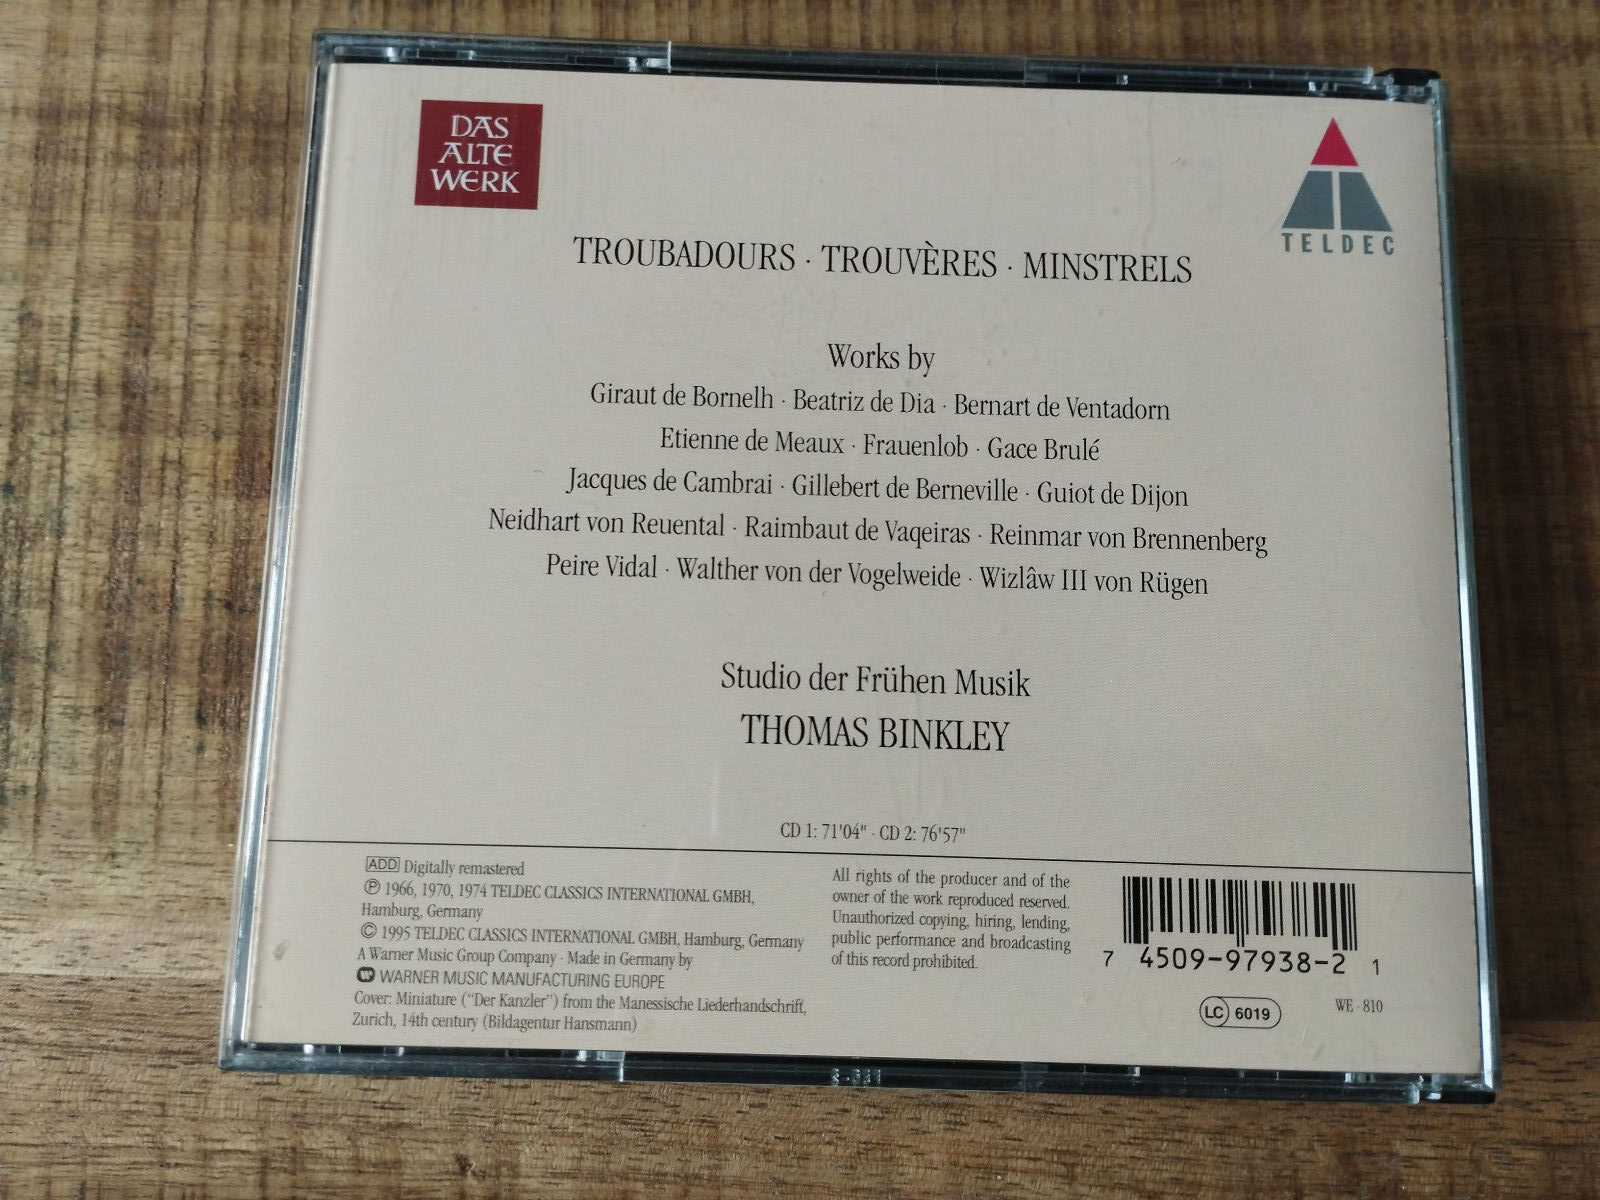 DAS
ALTE
WERK
TELDEC
TROUBADOURS · TROUVÈRES · MINSTRELS
Works by
Giraut de Bornelh · Beatriz de Dia · Bernart de Ventadorn
Etienne de Meaux · Frauenlob · Gace Brulé
Jacques de Cambrai · Gillebert de Berneville · Guiot de Dijon
Neidhart von Reuental · Raimbaut de Vaqeiras · Reinmar von Brennenberg
Peire Vidal · Walther von der Vogelweide · Wizlâw III von Rügen
Studio der Frühen Musik
THOMAS BINKLEY
CD 1: 71'04" · CD 2: 76'57"
ADD Digitally remastered
℗ 1966, 1970, 1974 TELDEC CLASSICS INTERNATIONAL GMBH,
Hamburg, Germany
© 1995 TELDEC CLASSICS INTERNATIONAL GMBH, Hamburg, Germany
A Warner Music Group Company · Made in Germany by
WARNER MUSIC MANUFACTURING EUROPE
Cover: Miniature ("Der Kanzler") from the Manessische Liederhandschrift,
Zurich, 14th century (Bildagentur Hansmann)
All rights of the producer and of the
owner of the work reproduced reserved.
Unauthorized copying, hiring, lending,
public performance and broadcasting
of this record prohibited.
7 4509-97938-2 1
LC 6019
WE · 810